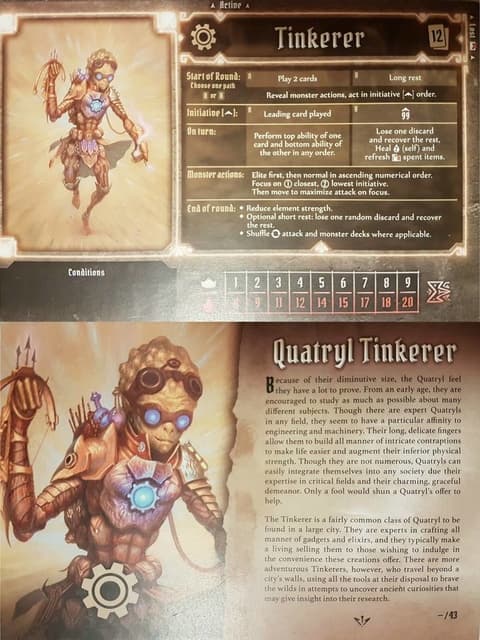 Active
Tinkerer
12
Start of Round:
Choose one path
or
Play 2 cards
Long rest
Reveal monster actions, act in initiative order.
Initiative
Leading card played
99
On turn:
Perform top ability of one
card and bottom ability of
the other in any order.
Lose one discard
and recover the rest,
Heal (self) and
refresh spent items.
Monster actions:
Elite first, then normal in ascending numerical order.
Focus on ① closest, ② lowest initiative.
Then move to maximize attack on focus.
End of round:
• Reduce element strength.
• Optional short rest: lose one random discard and recover
the rest.
• Shuffle attack and monster decks where applicable.
Conditions
1 2 3 4 5 6 7 8 9
8 9 11 12 14 15 17 18 20
Quatryl Tinkerer
Because of their diminutive size, the Quatryl feel
they have a lot to prove. From an early age, they are
encouraged to study as much as possible about many
different subjects. Though there are expert Quatryls
in any field, they seem to have a particular affinity to
engineering and machinery. Their long, delicate fingers
allow them to build all manner of intricate contraptions
to make life easier and augment their inferior physical
strength. Though they are not numerous, Quatryls can
easily integrate themselves into any society due their
expertise in critical fields and their charming, graceful
demeanor. Only a fool would shun a Quatryl's offer to
help.
The Tinkerer is a fairly common class of Quatryl to be
found in a large city. They are experts in crafting all
manner of gadgets and elixirs, and they typically make
a living selling them to those wishing to indulge in
the convenience these creations offer. There are more
adventurous Tinkerers, however, who travel beyond a
city's walls, using all the tools at their disposal to brave
the wilds in attempts to uncover ancient curiosities that
may give insight into their research.
–/43